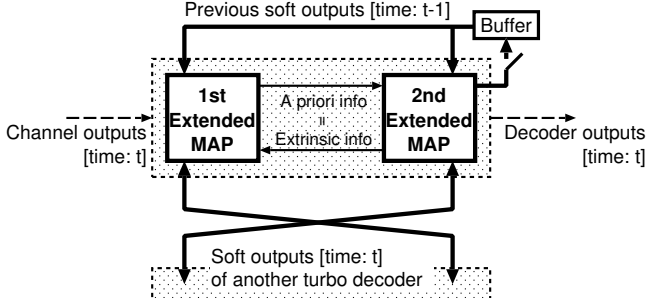 Previous soft outputs [time: t-1]
Buffer
1st
Extended
MAP
A priori info
=
Extrinsic info
2nd
Extended
MAP
Channel outputs
[time: t]
Decoder outputs
[time: t]
Soft outputs [time: t]
of another turbo decoder